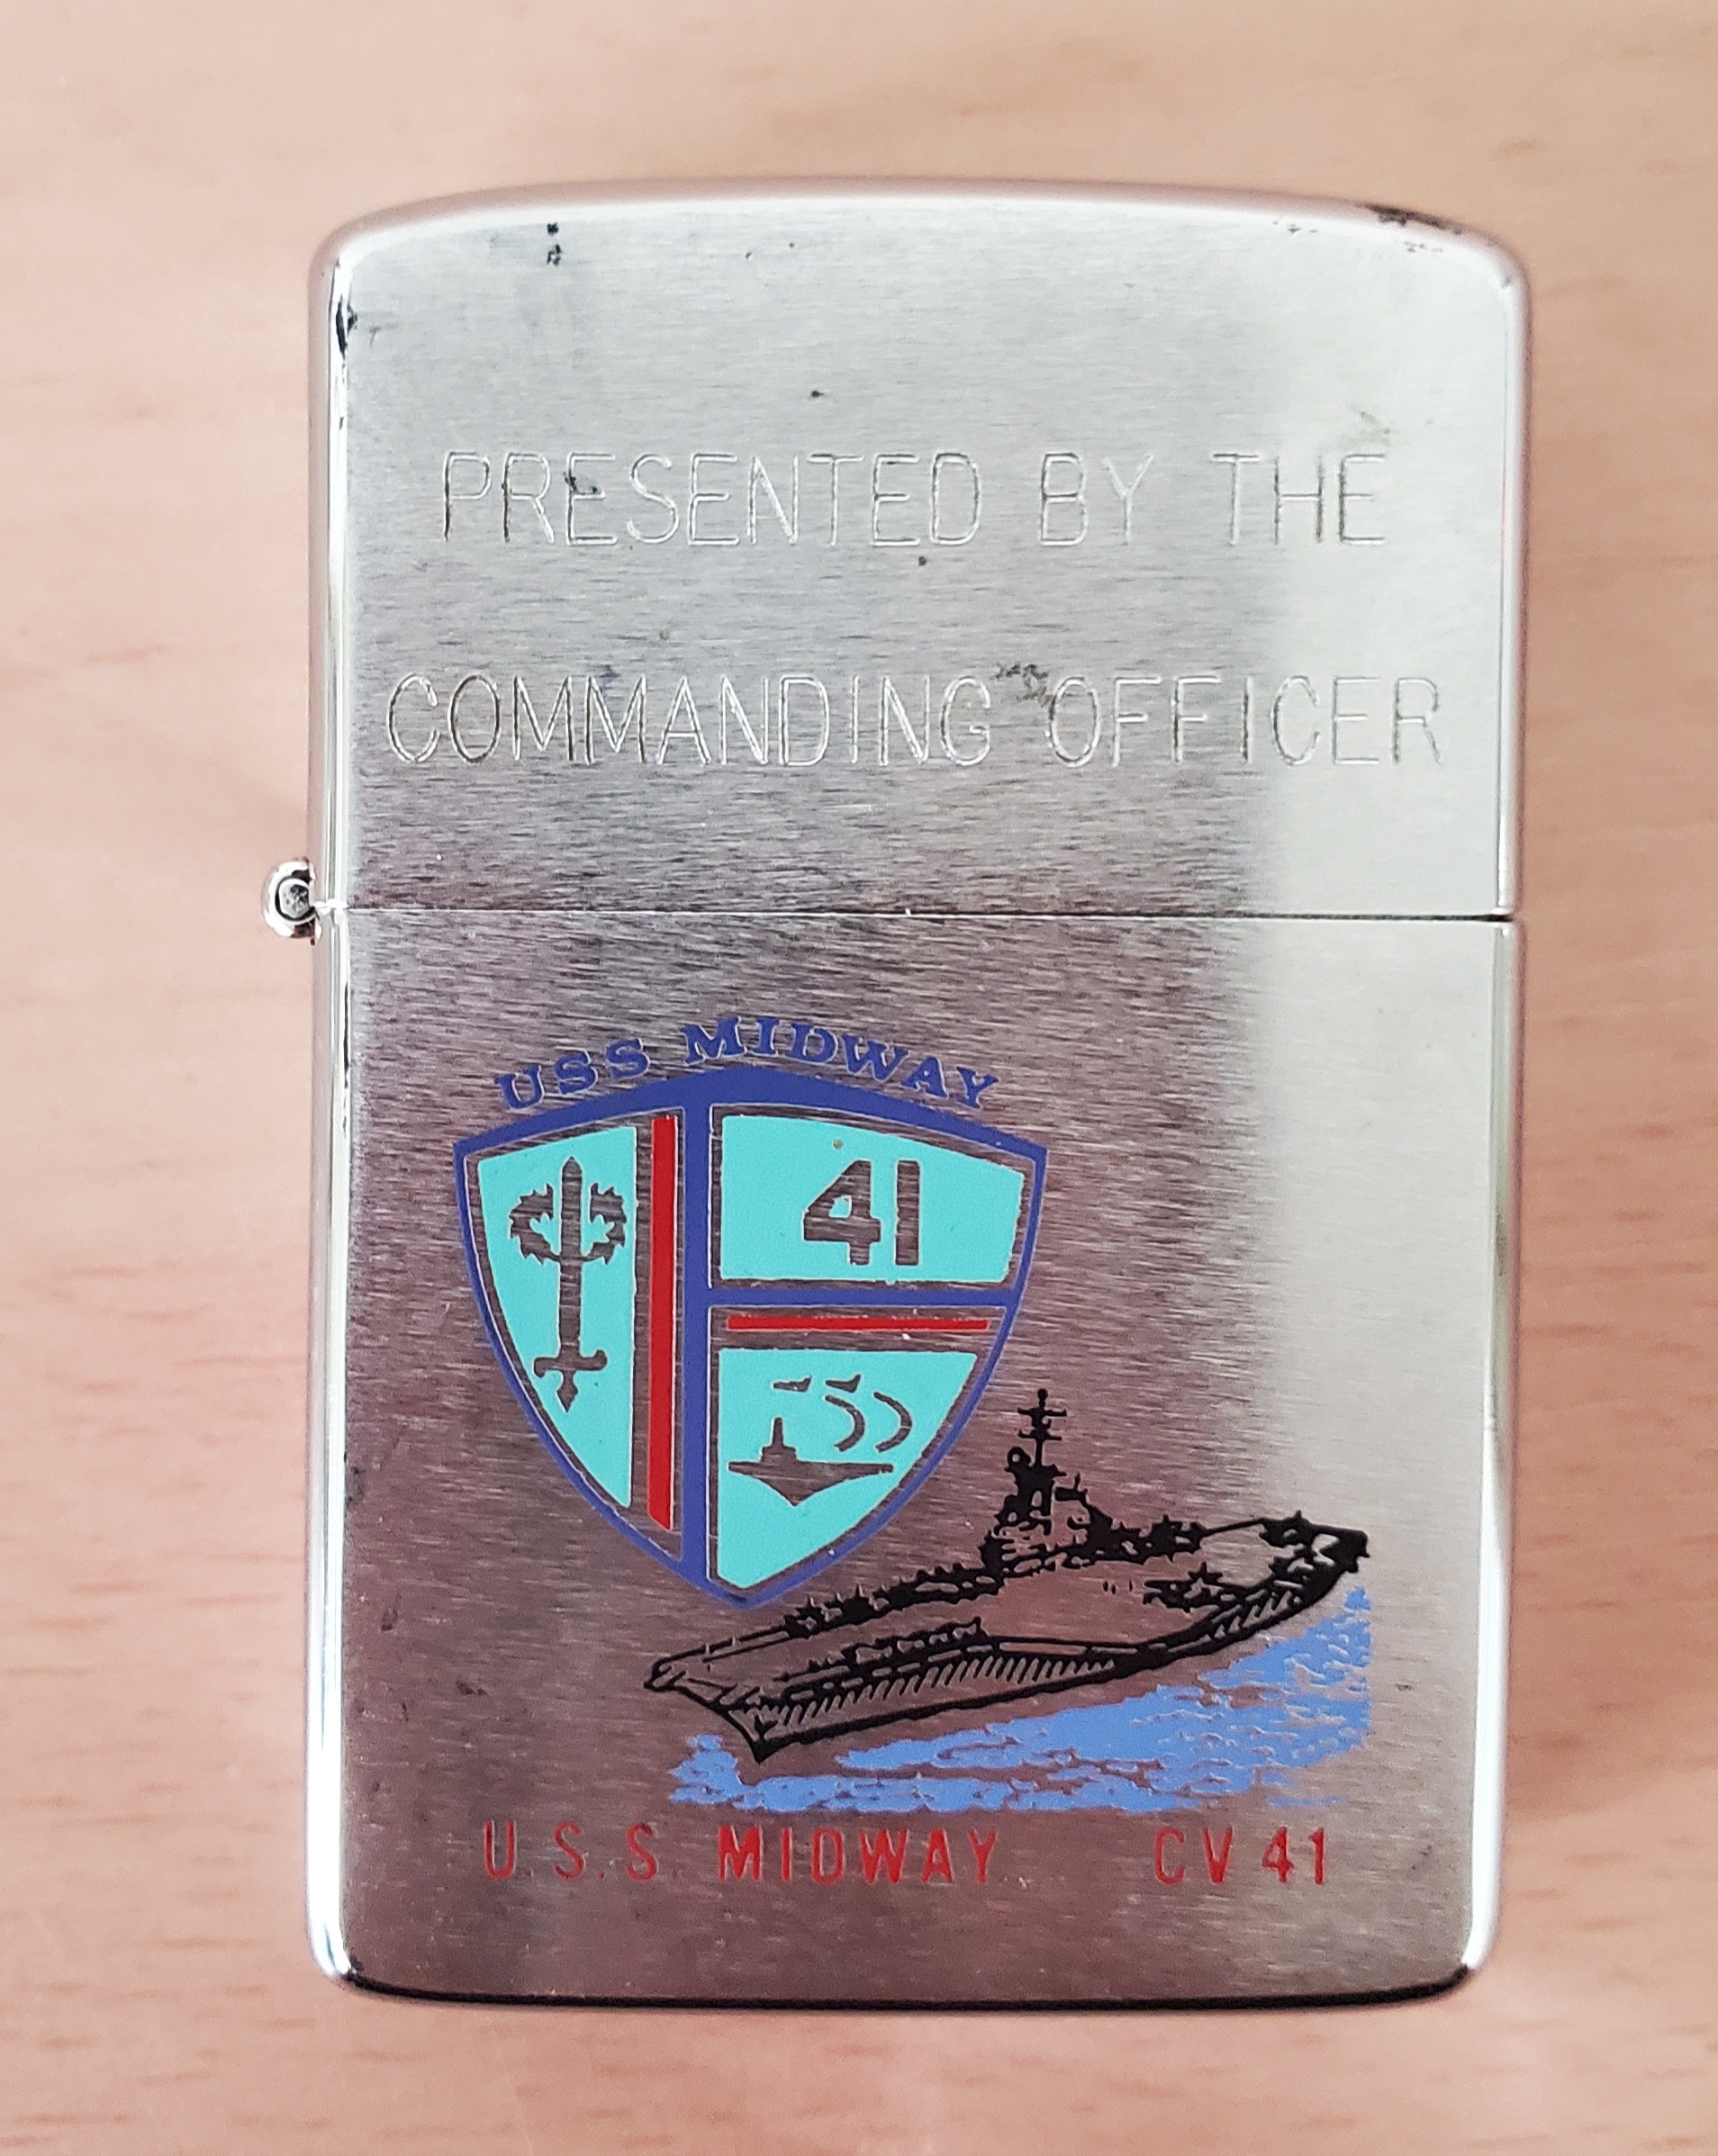 PRESENTED BY THE
COMMANDING OFFICER
USS MIDWAY
41
U.S.S. MIDWAY CV 41